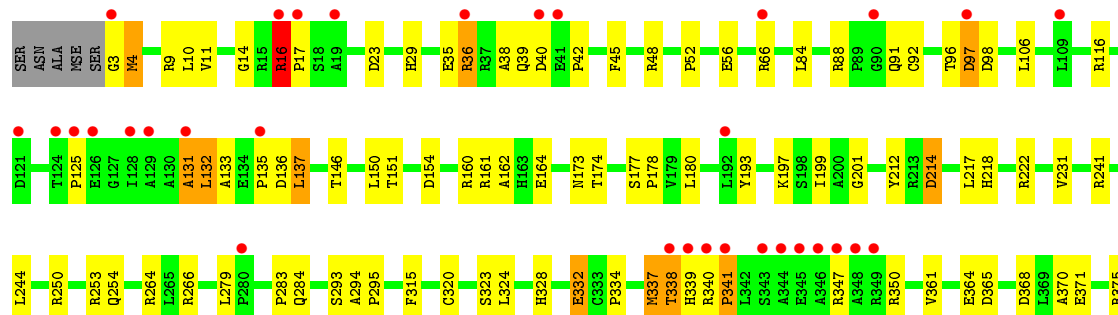 SER ASN ALA MSE SER G3 M4 R9 L10 V11 G14 R15 R16 P17 S18 A19 D23 H29 E35 R36 R37 A38 Q39 D40 E41 P42 F45 R48 P52 E56 R66 L84 R88 P89 G90 Q91 C92 T96 D97 D98 L106 L109 R116
D121 T124 P125 E126 G127 I128 A129 A130 A131 L132 A133 E134 P135 D136 L137 T146 L150 T151 D154 R160 R161 A162 H163 E164 N173 T174 S177 P178 V179 L180 L192 Y193 K197 S198 I199 A200 G201 Y212 R213 D214 L217 H218 R222 V231 R241
L244 R250 R253 Q254 R264 L265 R266 L279 P280 P283 Q284 S293 A294 P295 F315 C320 S323 L324 H328 E332 C333 P334 M337 T338 H339 R340 P341 L342 S343 A344 E345 A346 R347 A348 R349 R350 V361 E364 D365 D368 L369 A370 E371